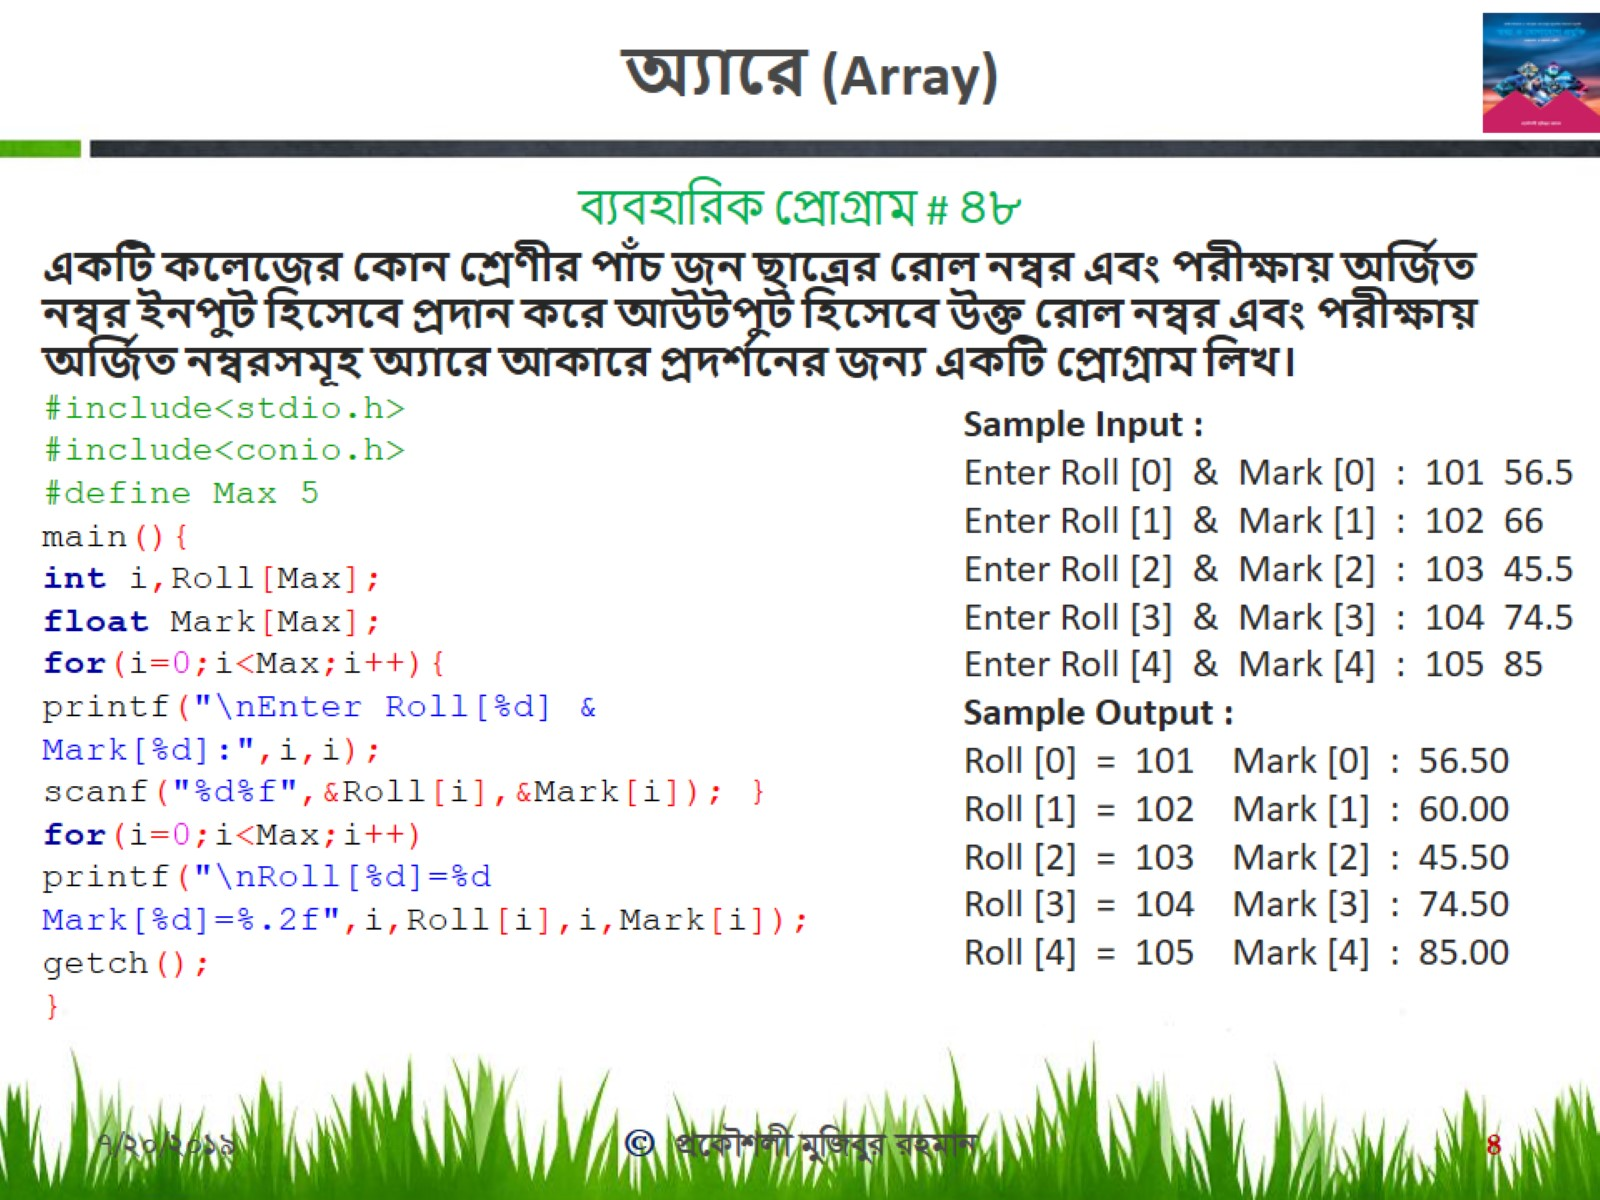 অ্যারে (Array)
ব্যবহারিক প্রোগ্রাম # ৪৮
একটি কলেজের কোন শ্রেণীর পাঁচ জন ছাত্রের রোল নম্বর এবং পরীক্ষায় অর্জিত
নম্বর ইনপুট হিসেবে প্রদান করে আউটপুট হিসেবে উক্ত রোল নম্বর এবং পরীক্ষায়
অর্জিত নম্বরসমূহ অ্যারে আকারে প্রদর্শনের জন্য একটি প্রোগ্রাম লিখ।
#include<stdio.h>
#include<conio.h>
#define Max 5
main(){
int i,Roll[Max];
float Mark[Max];
for(i=0;i<Max;i++){
printf("\nEnter Roll[%d] &
Mark[%d]:",i,i);
scanf("%d%f",&Roll[i],&Mark[i]); }
for(i=0;i<Max;i++)
printf("\nRoll[%d]=%d
Mark[%d]=%.2f",i,Roll[i],i,Mark[i]);
getch();
}
Sample Input :
Enter Roll [0] & Mark [0] : 101 56.5
Enter Roll [1] & Mark [1] : 102 66
Enter Roll [2] & Mark [2] : 103 45.5
Enter Roll [3] & Mark [3] : 104 74.5
Enter Roll [4] & Mark [4] : 105 85
Sample Output :
Roll [0] = 101 Mark [0] : 56.50
Roll [1] = 102 Mark [1] : 60.00
Roll [2] = 103 Mark [2] : 45.50
Roll [3] = 104 Mark [3] : 74.50
Roll [4] = 105 Mark [4] : 85.00
৭/২০/২০১৯
© প্রকৌশলী মুজিবুর রহমান
8